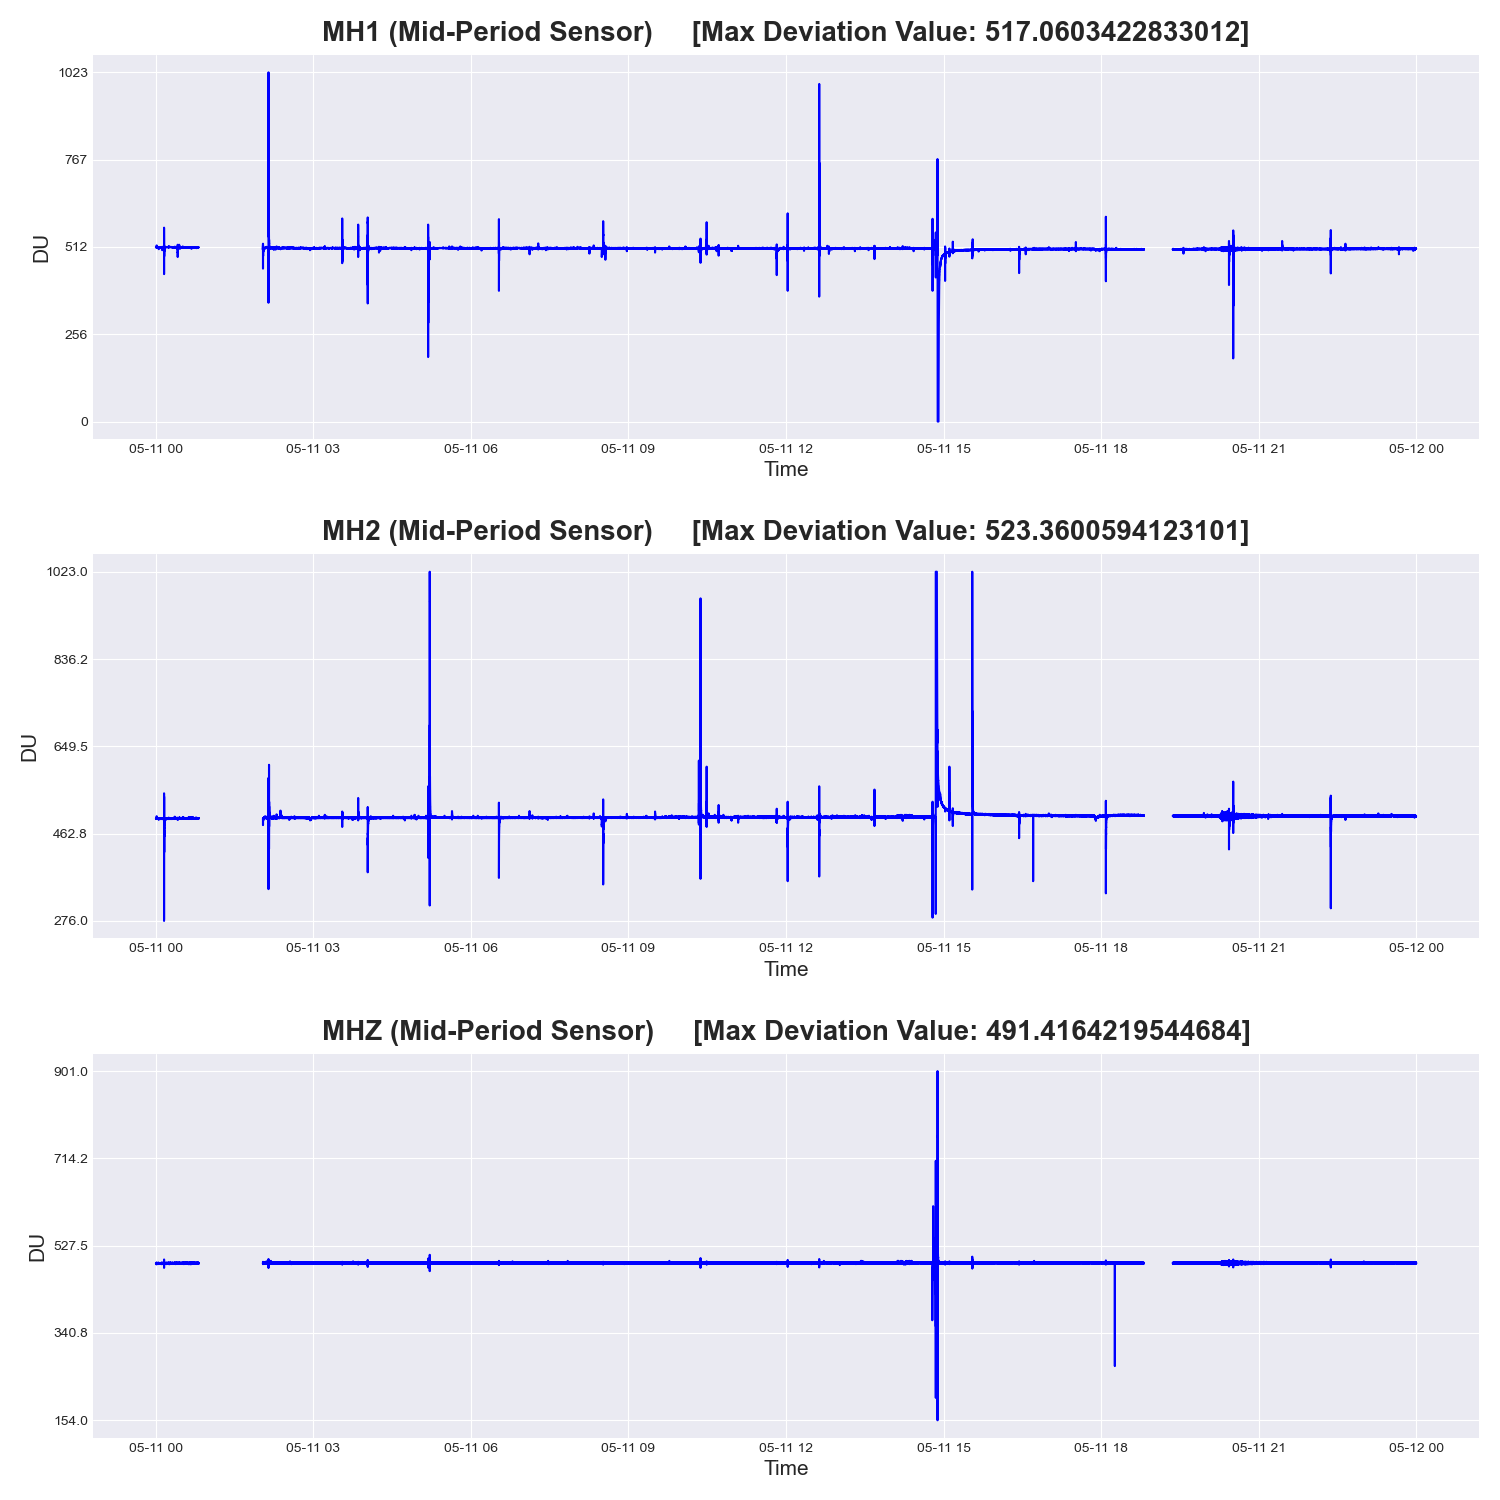 MH1 (Mid-Period Sensor)     [Max Deviation Value: 517.0603422833012]
1023
767
512
256
0
DU
05-11 00 05-11 03 05-11 06 05-11 09 05-11 12 05-11 15 05-11 18 05-11 21 05-12 00
Time
MH2 (Mid-Period Sensor)     [Max Deviation Value: 523.3600594123101]
1023.0
836.2
649.5
462.8
276.0
DU
05-11 00 05-11 03 05-11 06 05-11 09 05-11 12 05-11 15 05-11 18 05-11 21 05-12 00
Time
MHZ (Mid-Period Sensor)     [Max Deviation Value: 491.4164219544684]
901.0
714.2
527.5
340.8
154.0
DU
05-11 00 05-11 03 05-11 06 05-11 09 05-11 12 05-11 15 05-11 18 05-11 21 05-12 00
Time